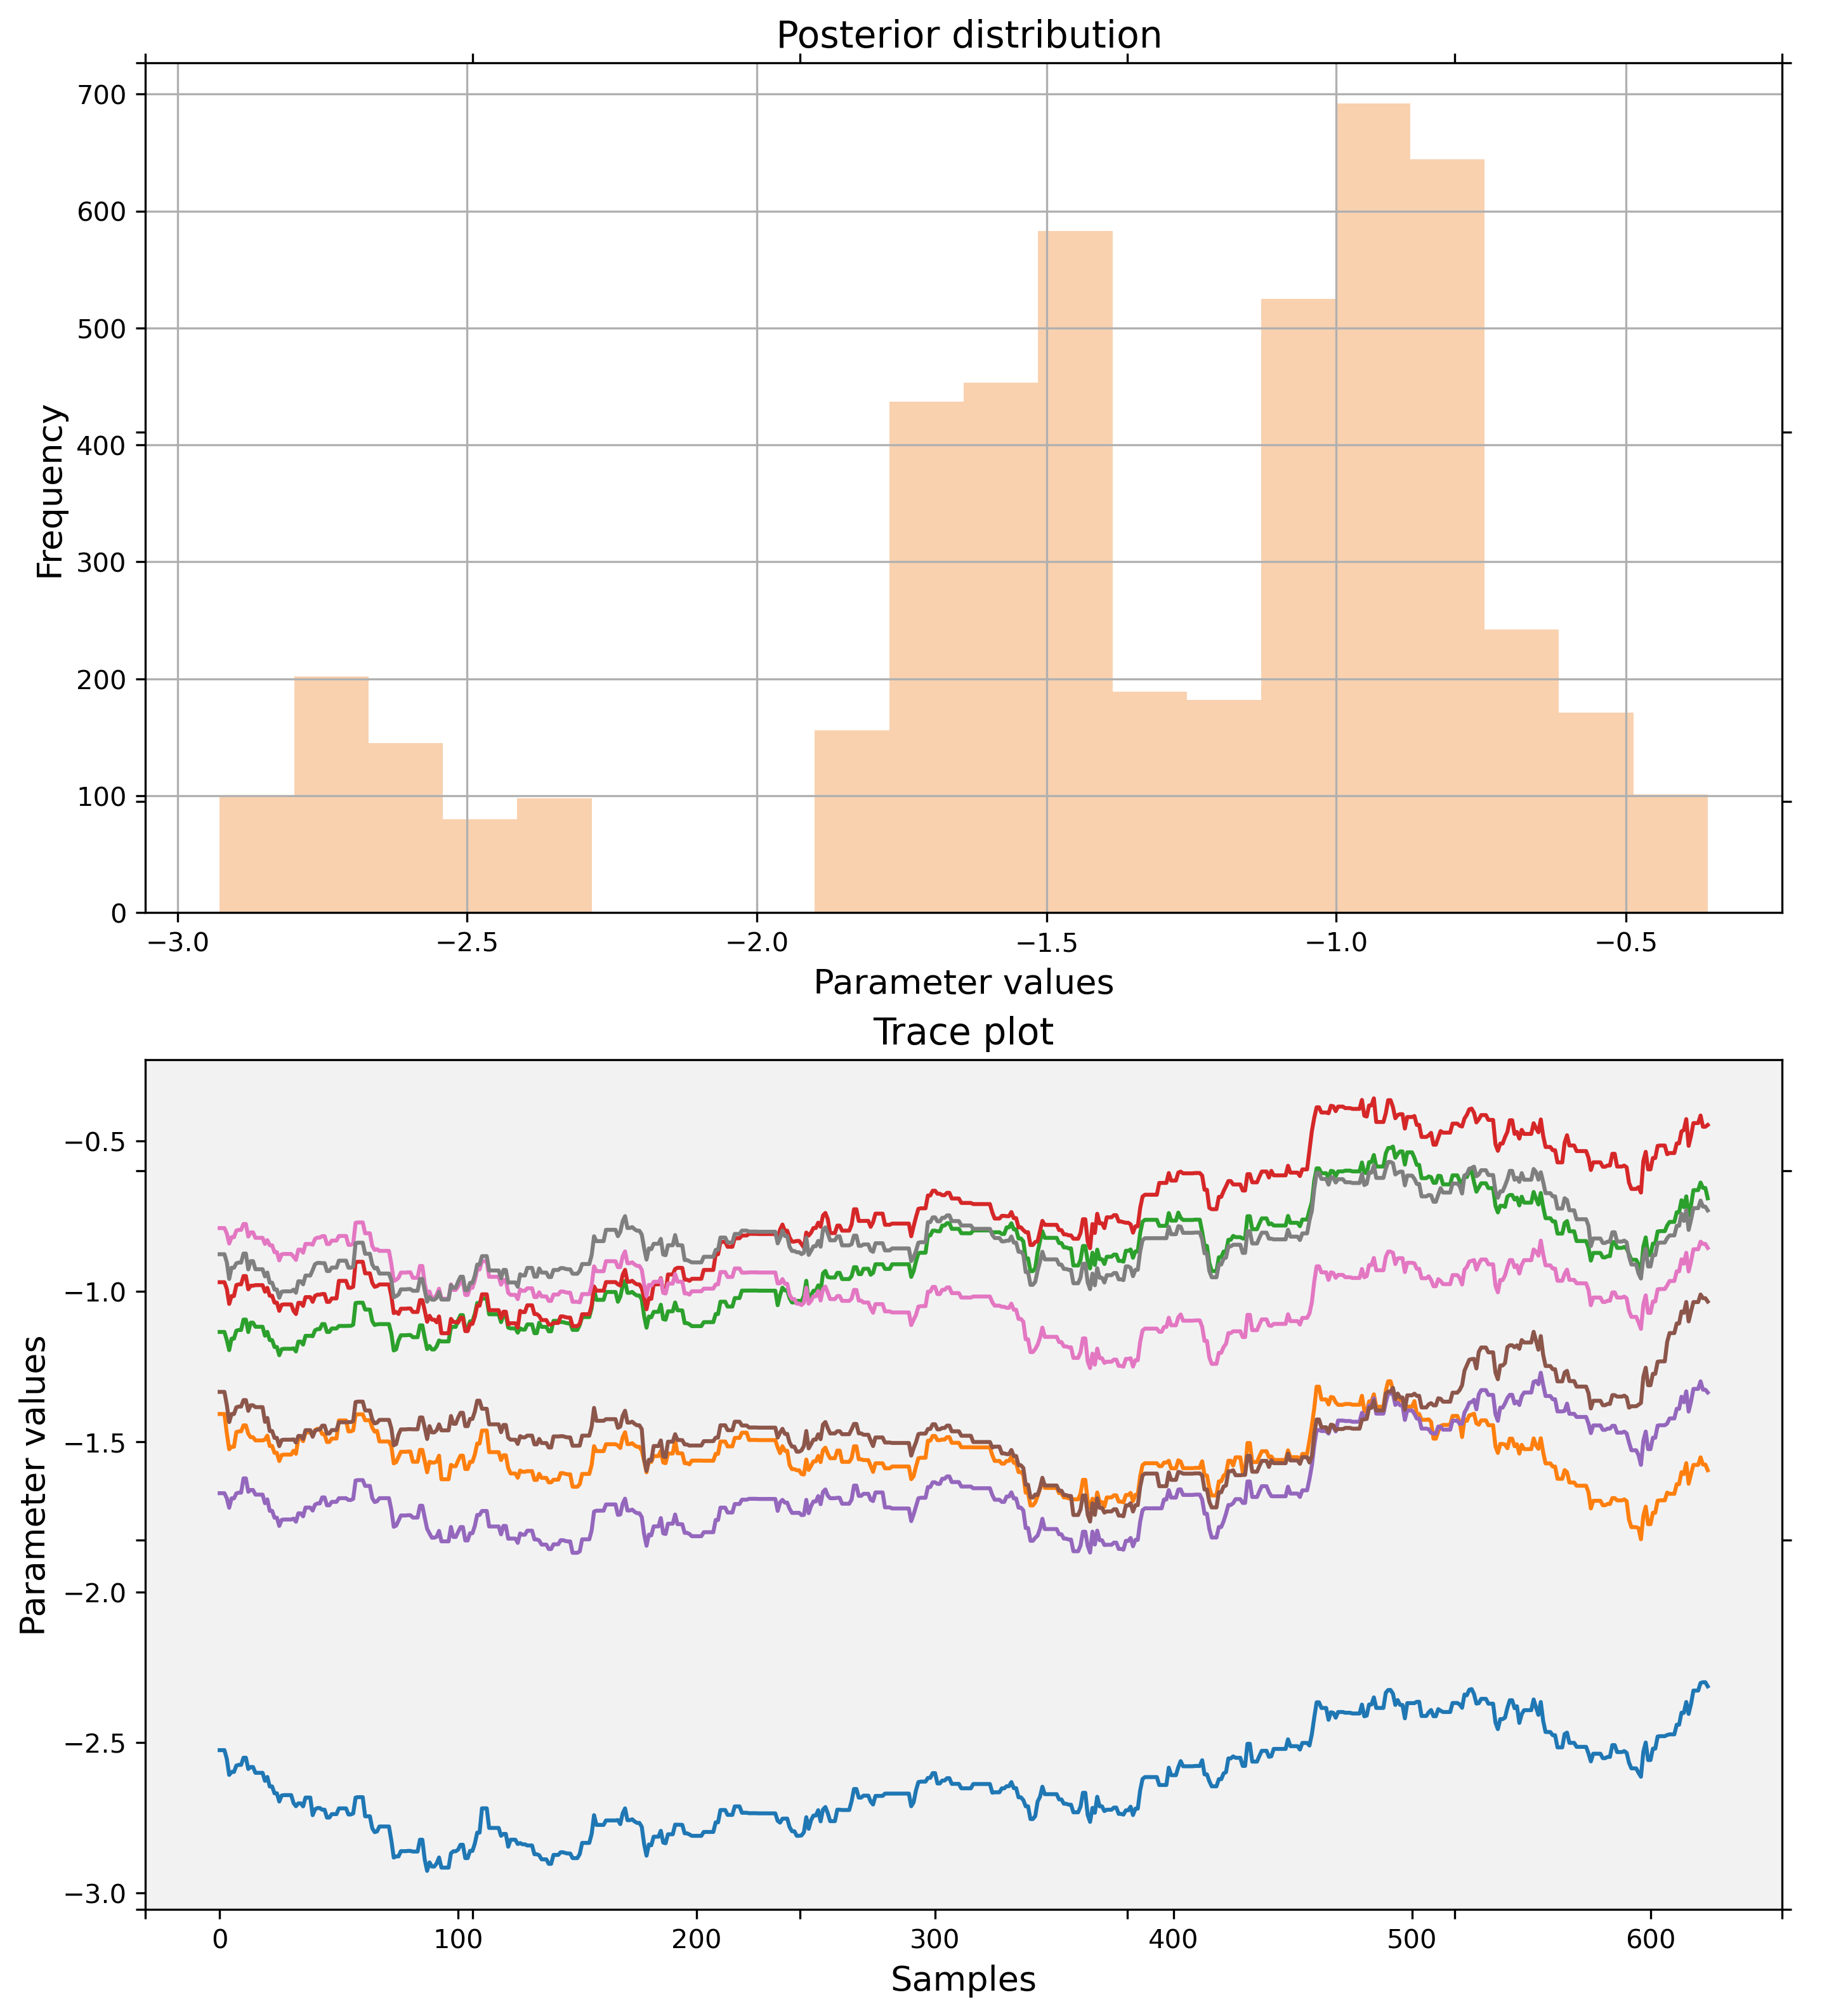 Posterior distribution
700
600
500
400
300
200
100
0
Frequency
−3.0 −2.5 −2.0 −1.5 −1.0 −0.5
Parameter values
Trace plot
−0.5
−1.0
−1.5
−2.0
−2.5
−3.0
Parameter values
0 100 200 300 400 500 600
Samples